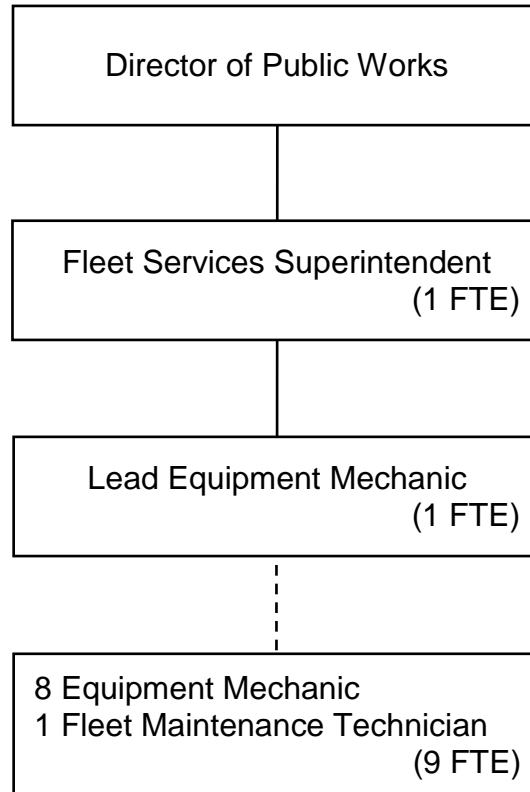 Director of Public Works
Fleet Services Superintendent
(1 FTE)
Lead Equipment Mechanic
(1 FTE)
8 Equipment Mechanic
1 Fleet Maintenance Technician
(9 FTE)